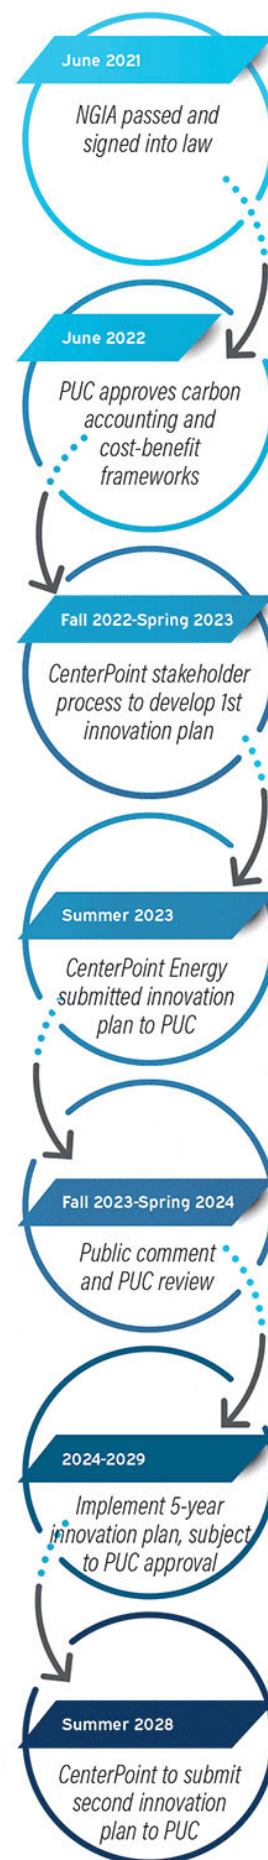 June 2021
NGIA passed and
signed into law
June 2022
PUC approves carbon
accounting and
cost-benefit
frameworks
Fall 2022-Spring 2023
CenterPoint stakeholder
process to develop 1st
innovation plan
Summer 2023
CenterPoint Energy
submitted innovation
plan to PUC
Fall 2023-Spring 2024
Public comment
and PUC review
2024-2029
Implement 5-year
innovation plan, subject
to PUC approval
Summer 2028
CenterPoint to submit
second innovation
plan to PUC